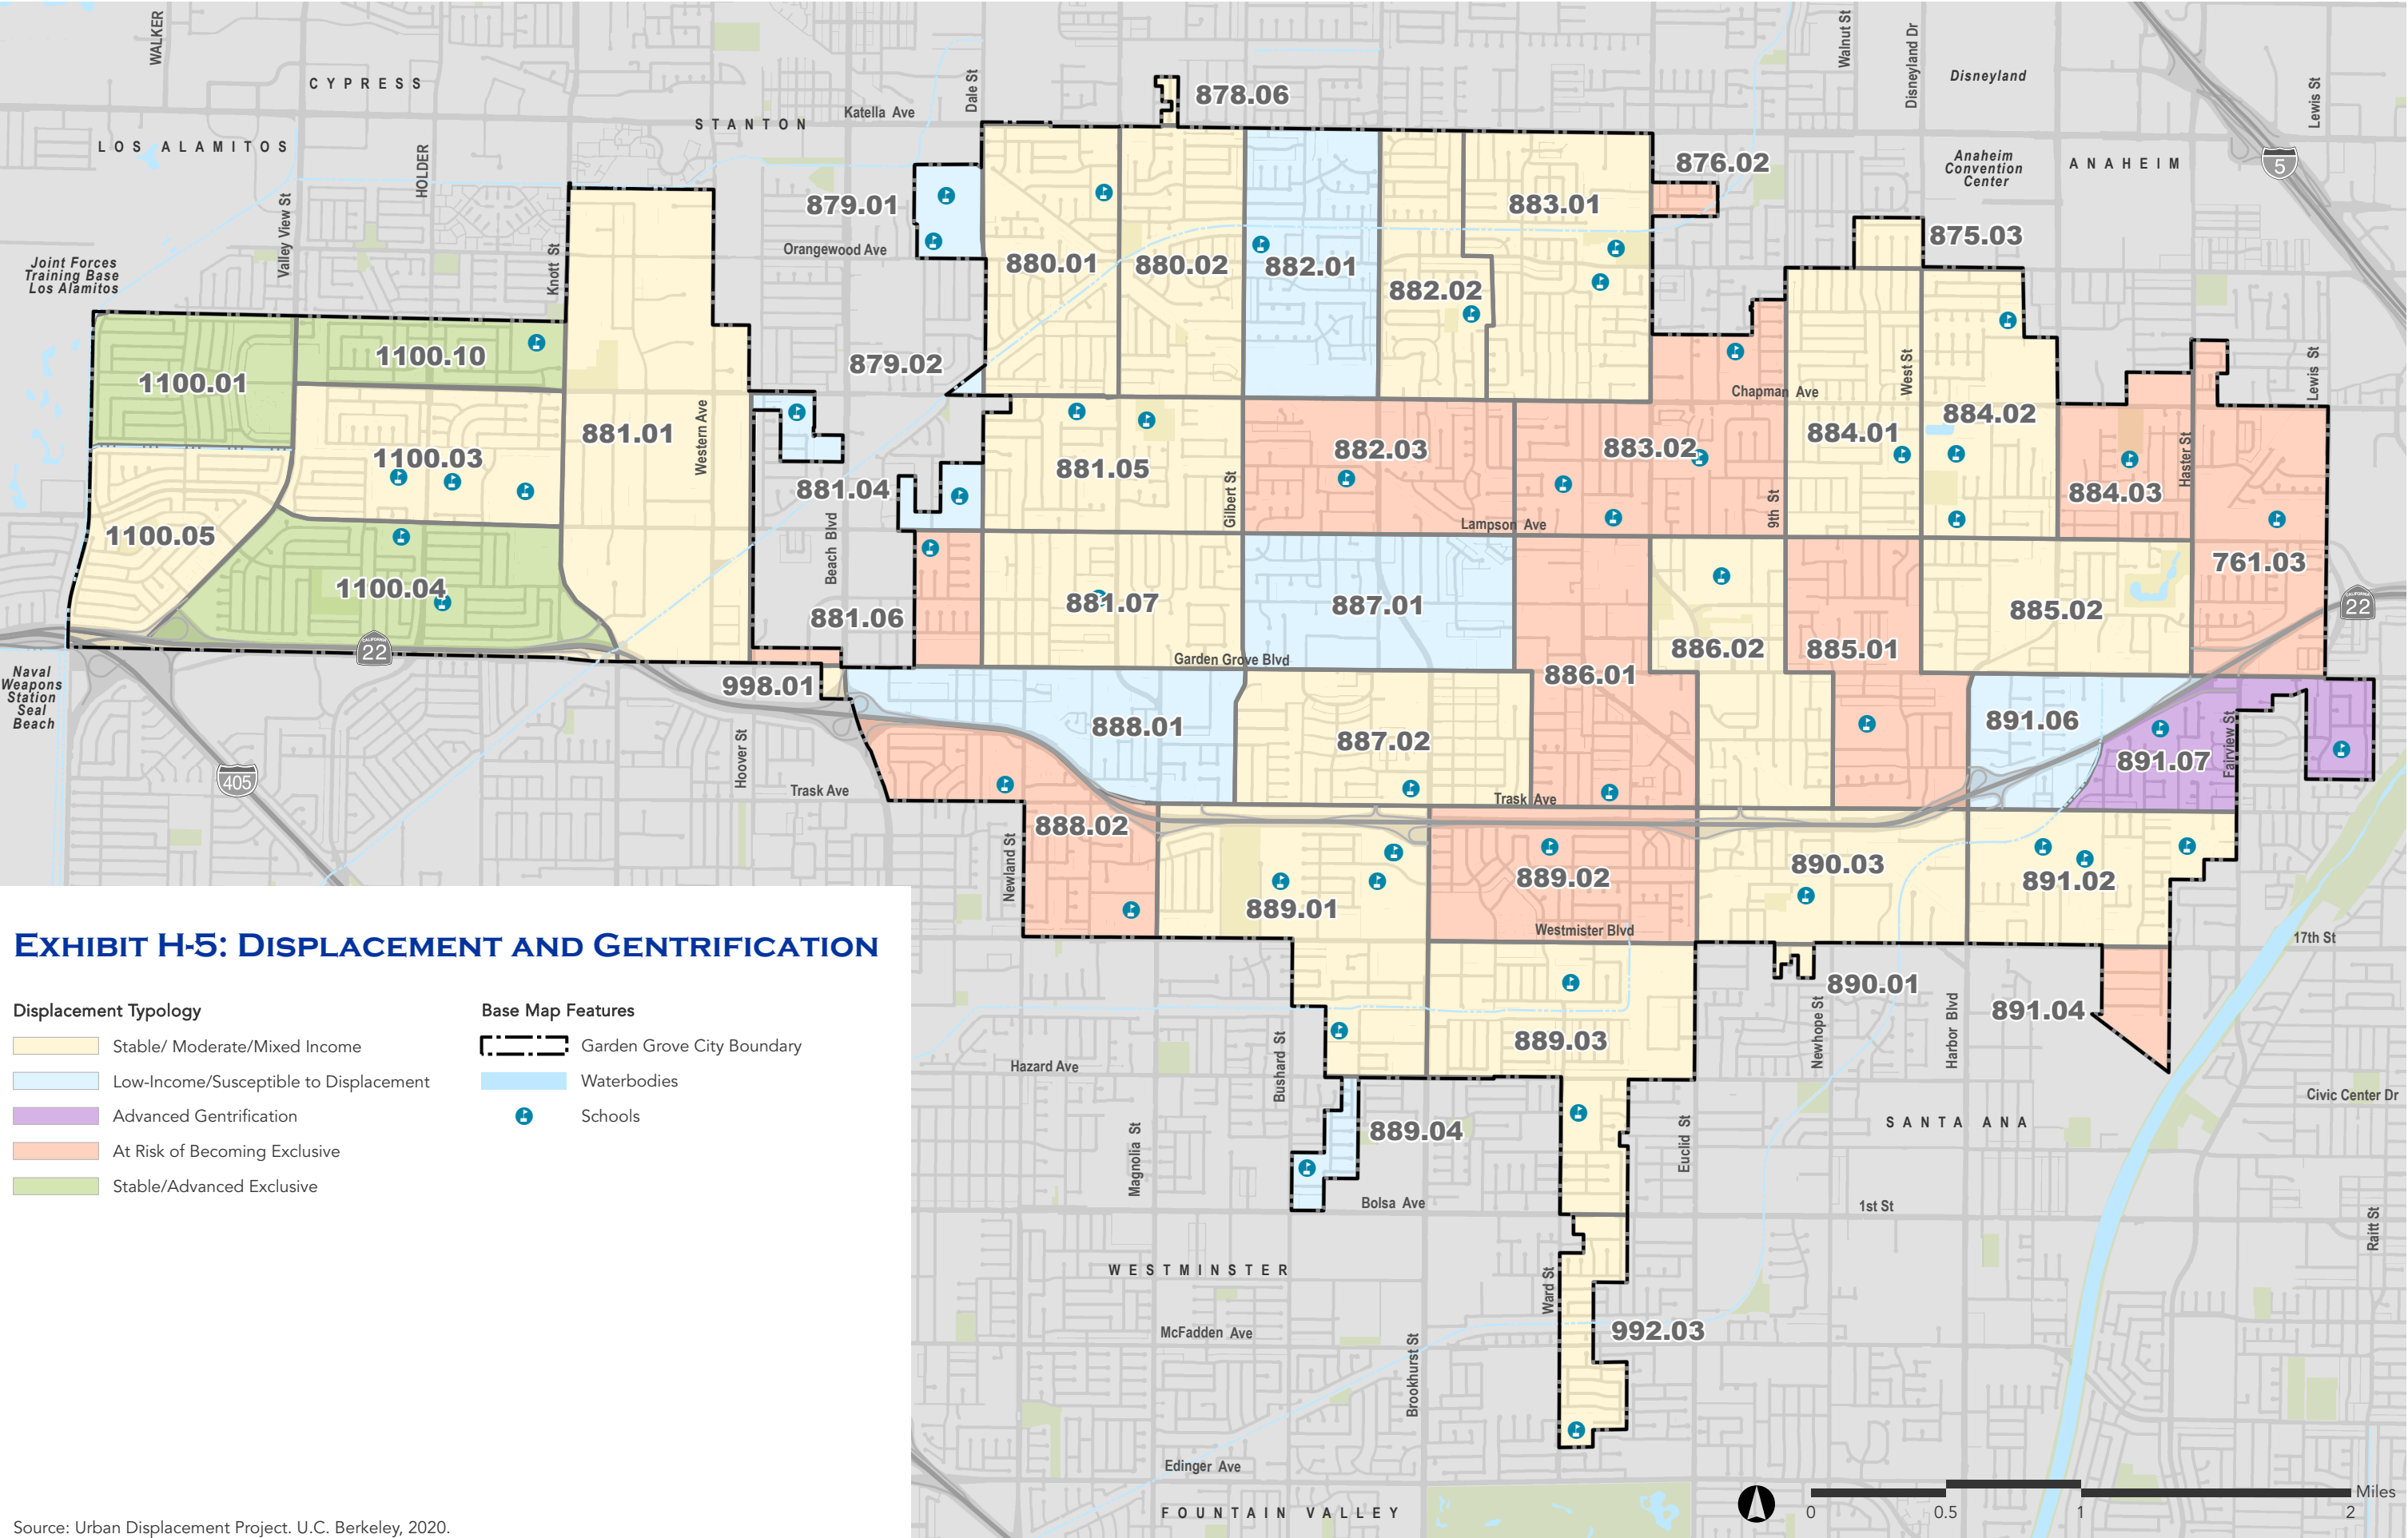 WALKER
CYPRESS
Katella Ave
Dale St
878.06
Walnut St
Disneyland Dr
Disneyland
Lewis St
LOS ALAMITOS
STANTON
HOLDER
876.02
Anaheim
Convention
Center
ANAHEIM
5
Valley View St
Knott St
879.01
Orangewood Ave
883.01
875.03
Joint Forces
Training Base
Los Alamitos
880.01
880.02
882.01
882.02
1100.01
1100.10
879.02
Chapman Ave
West St
Lewis St
1100.03
881.01
Western Ave
881.04
881.05
Gilbert St
882.03
883.02
884.01
884.02
884.03
Haster St
1100.05
Beach Blvd
Lampson Ave
9th St
1100.04
881.06
881.07
887.01
886.02
885.01
885.02
761.03
22
22
Garden Grove Blvd
886.01
Naval
Weapons
Station
Seal
Beach
998.01
888.01
887.02
891.06
891.07
Fairview St
405
Hoover St
Trask Ave
Trask Ave
Newland St
888.02
889.01
889.02
890.03
891.02
Westmister Blvd
17th St
890.01
891.04
Newhope St
Harbor Blvd
889.03
Hazard Ave
Bushard St
Magnolia St
889.04
Euclid St
SANTA ANA
Civic Center Dr
Bolsa Ave
1st St
Raitt St
WESTMINSTER
Ward St
McFadden Ave
992.03
Brookhurst St
Edinger Ave
FOUNTAIN VALLEY
0 0.5 1 2
Miles
EXHIBIT H-5: DISPLACEMENT AND GENTRIFICATION
Displacement Typology
Stable/ Moderate/Mixed Income
Low-Income/Susceptible to Displacement
Advanced Gentrification
At Risk of Becoming Exclusive
Stable/Advanced Exclusive
Base Map Features
Garden Grove City Boundary
Waterbodies
Schools
Source: Urban Displacement Project. U.C. Berkeley, 2020.